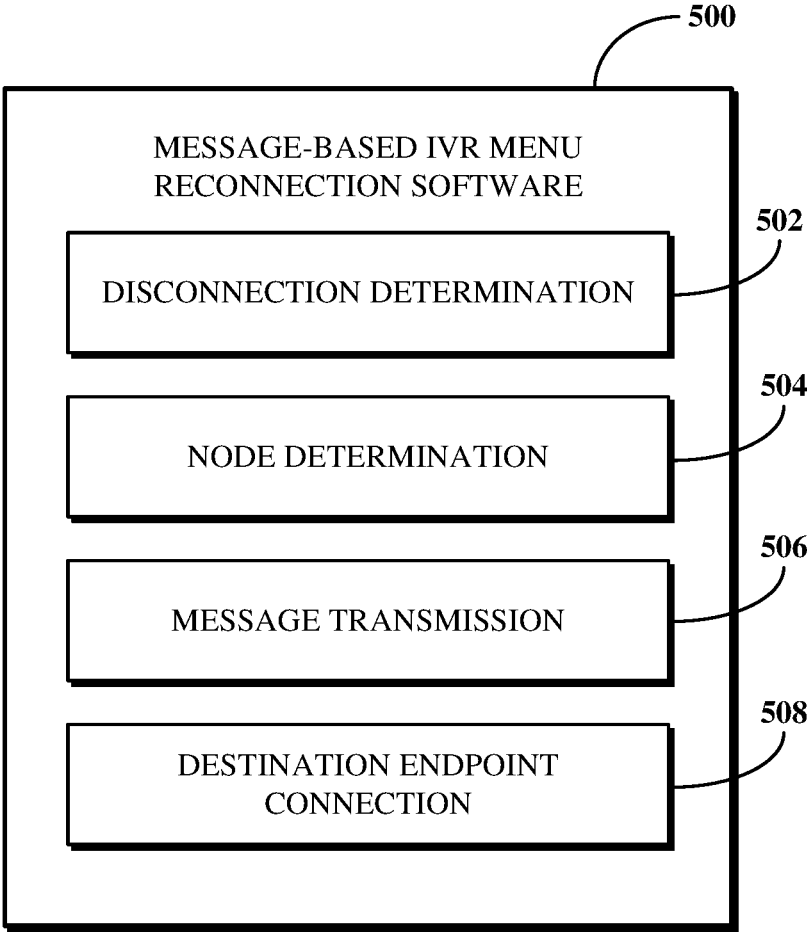 500
MESSAGE-BASED IVR MENU
RECONNECTION SOFTWARE
502
DISCONNECTION DETERMINATION
504
NODE DETERMINATION
506
MESSAGE TRANSMISSION
508
DESTINATION ENDPOINT
CONNECTION